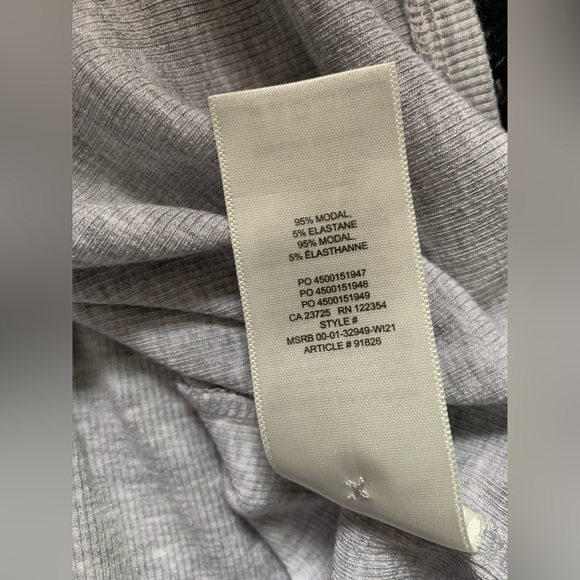 95% MODAL,
5% ELASTANE
95% MODAL,
5% ÉLASTHANNE
PO 4500151947
PO 4500151948
PO 4500151949
CA 23725 RN 122354
STYLE #
MSRB 00-01-32949-WI21
ARTICLE # 91826